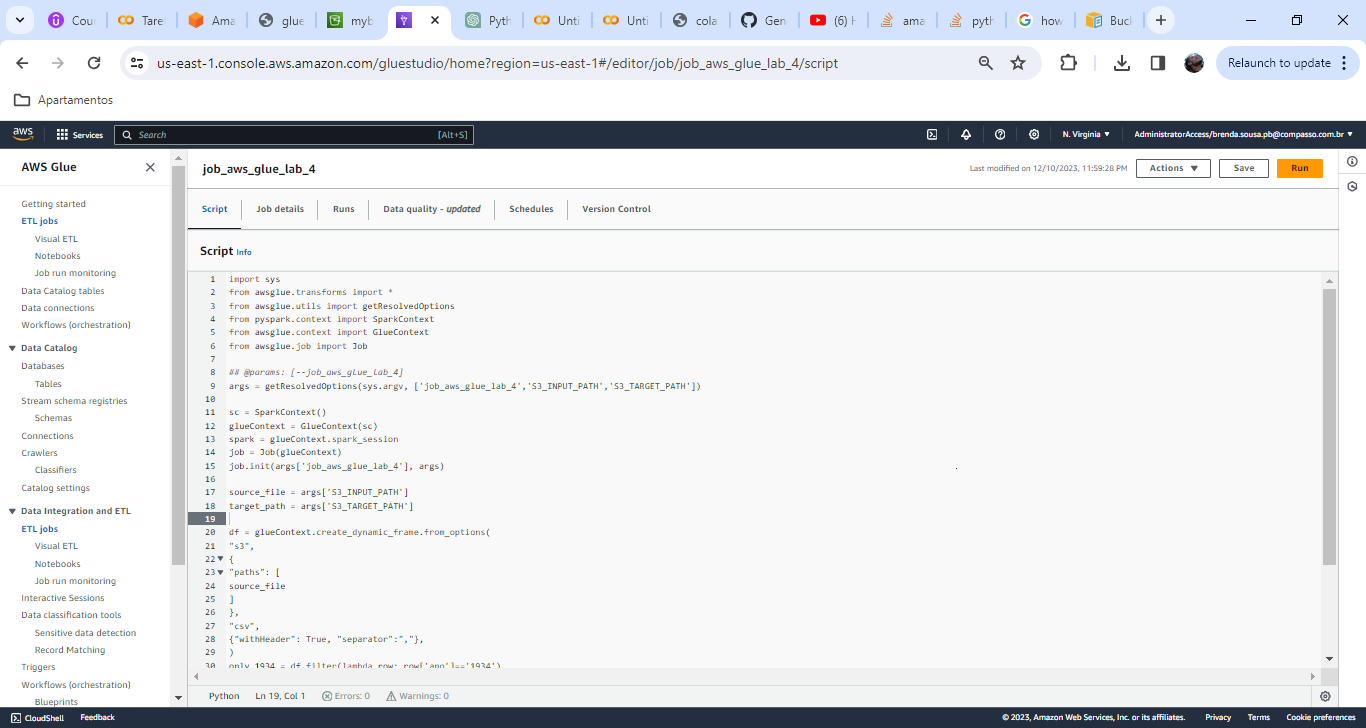 Cour
Tare
Ama
glue
myb
Pyth
Unti
Unti
cola
Gen
(6) H
ama
pyth
how
Buck
us-east-1.console.aws.amazon.com/gluestudio/home?region=us-east-1#/editor/job/job_aws_glue_lab_4/script
Relaunch to update
Apartamentos
aws
Services
Search
[Alt+S]
N. Virginia
AdministratorAccess/brenda.sousa.pb@compasso.com.br
AWS Glue
Getting started
ETL jobs
Visual ETL
Notebooks
Job run monitoring
Data Catalog tables
Data connections
Workflows (orchestration)
Data Catalog
Databases
Tables
Stream schema registries
Schemas
Connections
Crawlers
Classifiers
Catalog settings
Data Integration and ETL
ETL jobs
Visual ETL
Notebooks
Job run monitoring
Interactive Sessions
Data classification tools
Sensitive data detection
Record Matching
Triggers
Workflows (orchestration)
Blueprints
job_aws_glue_lab_4
Last modified on 12/10/2023, 11:59:28 PM
Actions
Save
Run
Script
Job details
Runs
Data quality - updated
Schedules
Version Control
Script Info
1 import sys
2 from awsglue.transforms import *
3 from awsglue.utils import getResolvedOptions
4 from pyspark.context import SparkContext
5 from awsglue.context import GlueContext
6 from awsglue.job import Job
7
8 ## @params: [--job_aws_glue_lab_4]
9 args = getResolvedOptions(sys.argv, ['job_aws_glue_lab_4','S3_INPUT_PATH','S3_TARGET_PATH'])
10
11 sc = SparkContext()
12 glueContext = GlueContext(sc)
13 spark = glueContext.spark_session
14 job = Job(glueContext)
15 job.init(args['job_aws_glue_lab_4'], args)
16
17 source_file = args['S3_INPUT_PATH']
18 target_path = args['S3_TARGET_PATH']
19
20 df = glueContext.create_dynamic_frame.from_options(
21 "s3",
22 {
23 "paths": [
24 source_file
25 ]
26 },
27 "csv",
28 {"withHeader": True, "separator":","},
29 )
30 only_1934 = df.filter(lambda row: row['ano']=='1934')
Python
Ln 19, Col 1
Errors: 0
Warnings: 0
CloudShell
Feedback
© 2023, Amazon Web Services, Inc. or its affiliates.
Privacy
Terms
Cookie preferences